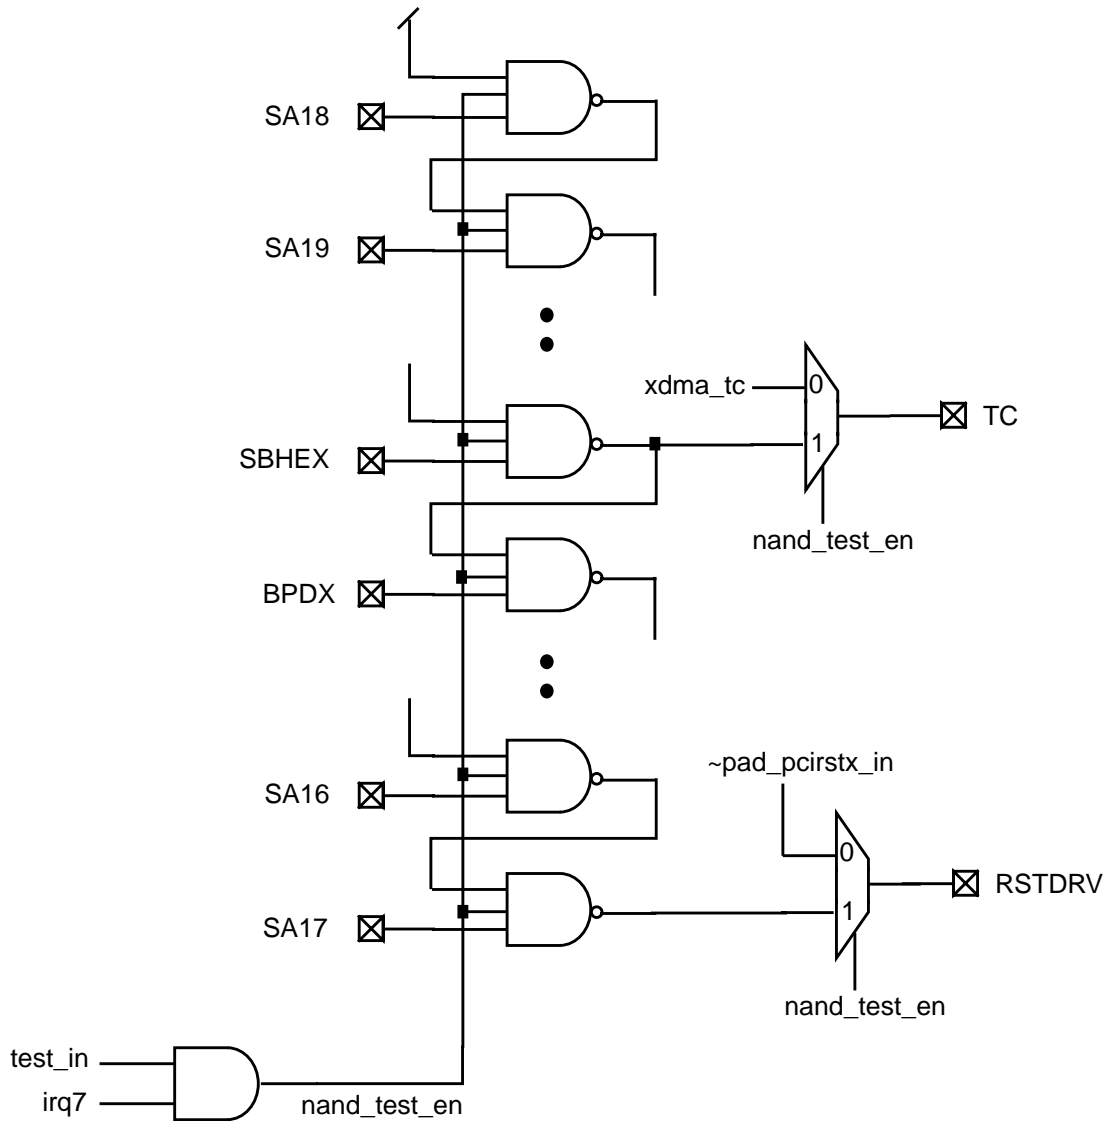 SA18
SA19
xdma_tc
0
TC
1
SBHEX
nand_test_en
BPDX
~pad_pcirstx_in
SA16
0
RSTDRV
1
SA17
nand_test_en
test_in
irq7
nand_test_en